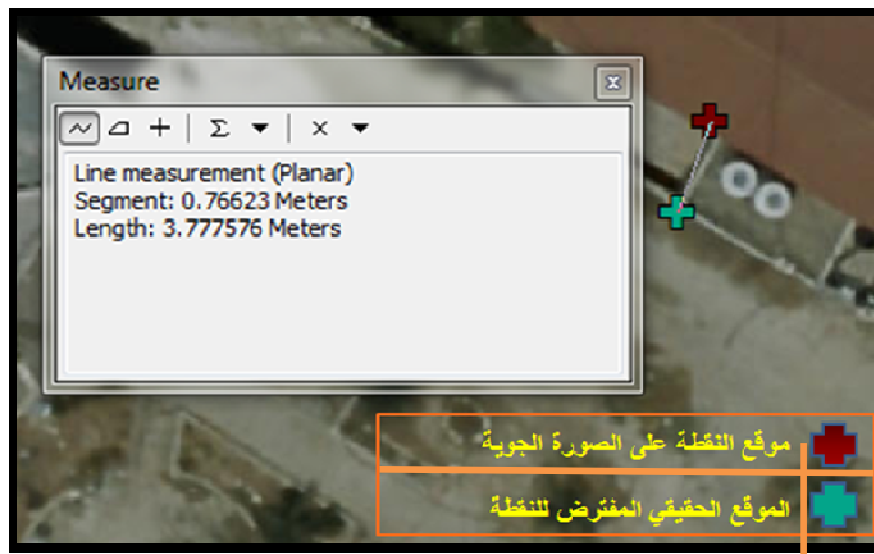 Measure
Line measurement (Planar)
Segment: 0.76623 Meters
Length: 3.777576 Meters
موقع النقطة على الصورة الجوية
الموقع الحقيقي المفترض للنقطة